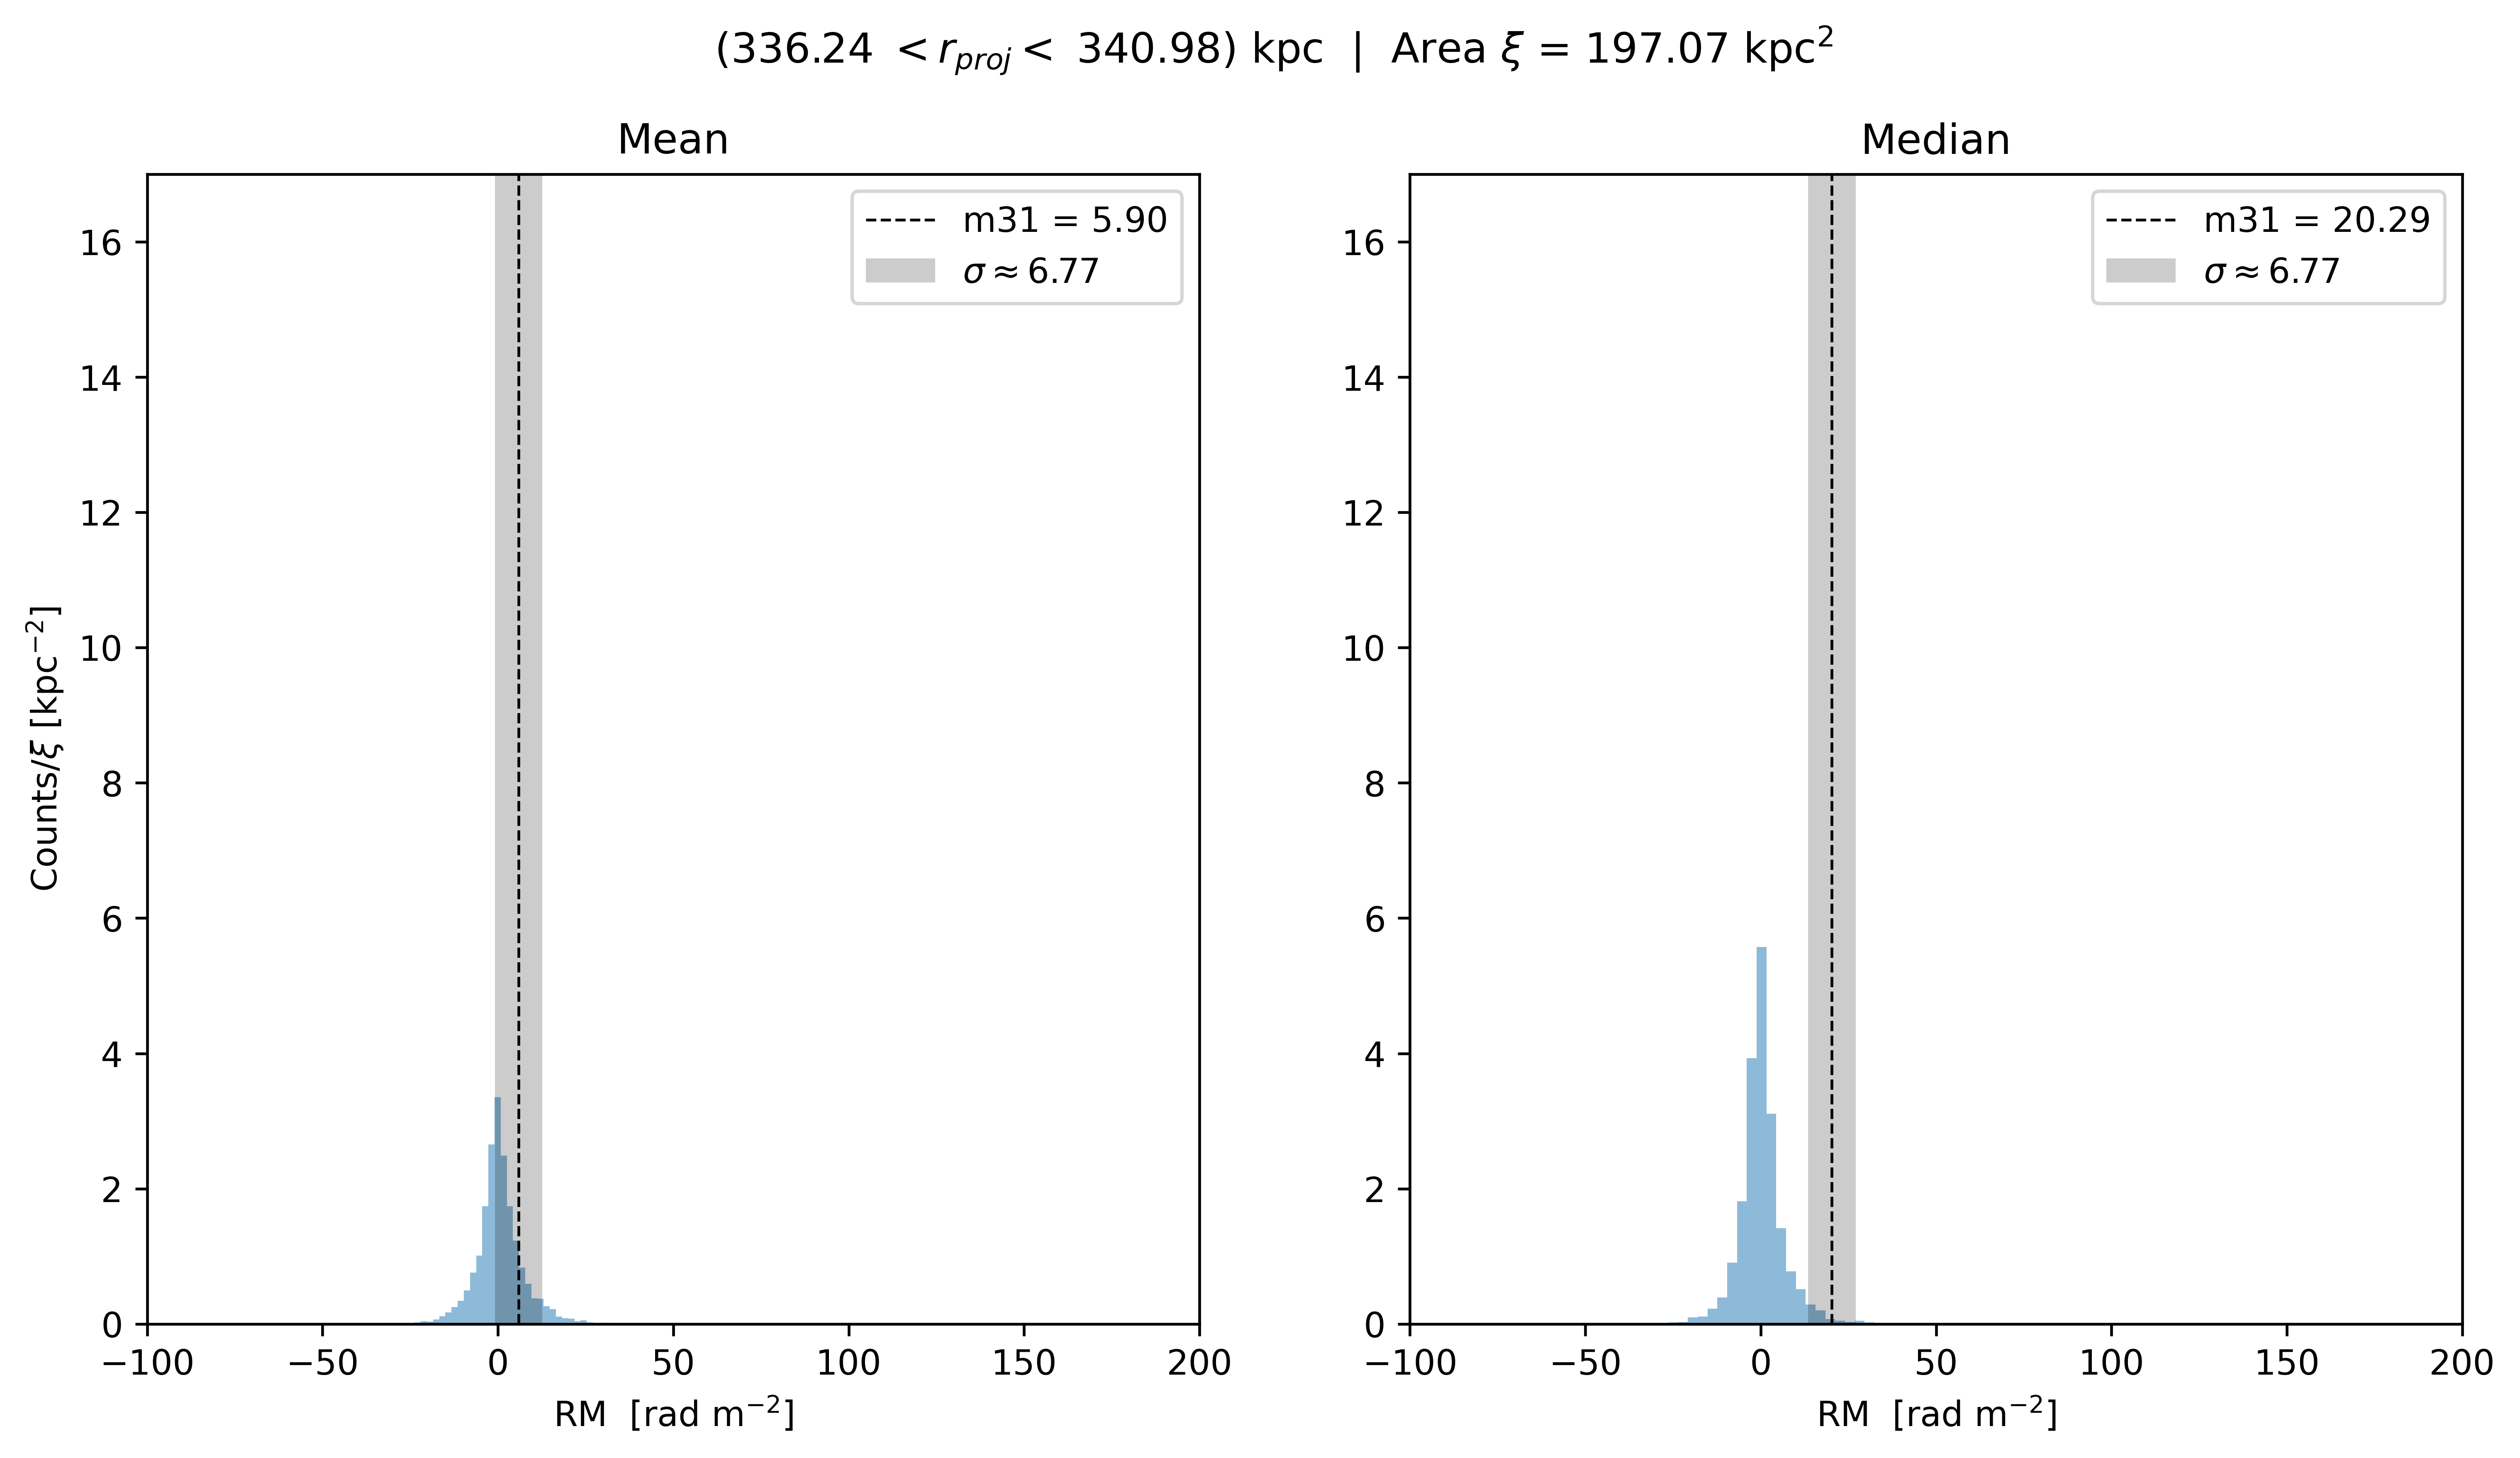 (336.24 < r_proj < 340.98) kpc | Area ξ = 197.07 kpc²
Mean
m31 = 5.90
σ ≈ 6.77
16
14
12
10
8
6
4
2
0
Counts/ξ [kpc⁻²]
−100 −50 0 50 100 150 200
RM [rad m⁻²]
Median
m31 = 20.29
σ ≈ 6.77
16
14
12
10
8
6
4
2
0
−100 −50 0 50 100 150 200
RM [rad m⁻²]